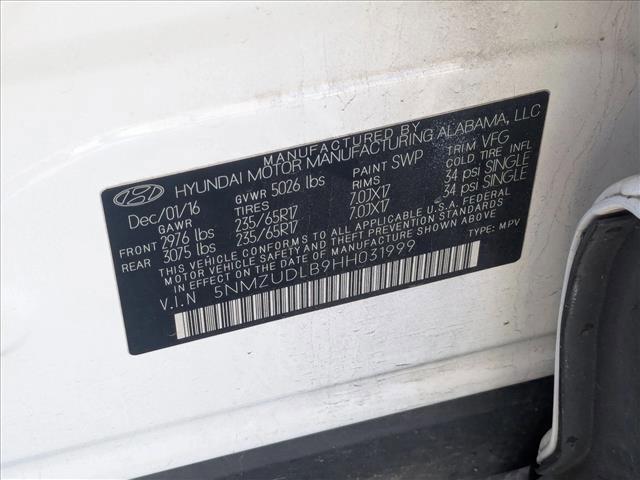 MANUFACTURED BY
HYUNDAI MOTOR MANUFACTURING ALABAMA, LLC
Dec/01/16 GVWR 5026 lbs PAINT SWP TRIM VFG
GAWR TIRES RIMS COLD TIRE INFL
FRONT 2976 lbs 235/65R17 7.0JX17 34 psi SINGLE
REAR 3075 lbs 235/65R17 7.0JX17 34 psi SINGLE
THIS VEHICLE CONFORMS TO ALL APPLICABLE U.S.A. FEDERAL
MOTOR VEHICLE SAFETY AND THEFT PREVENTION STANDARDS
IN EFFECT ON THE DATE OF MANUFACTURE SHOWN ABOVE.
V.I.N 5NMZUDLB9HH031999 TYPE: MPV